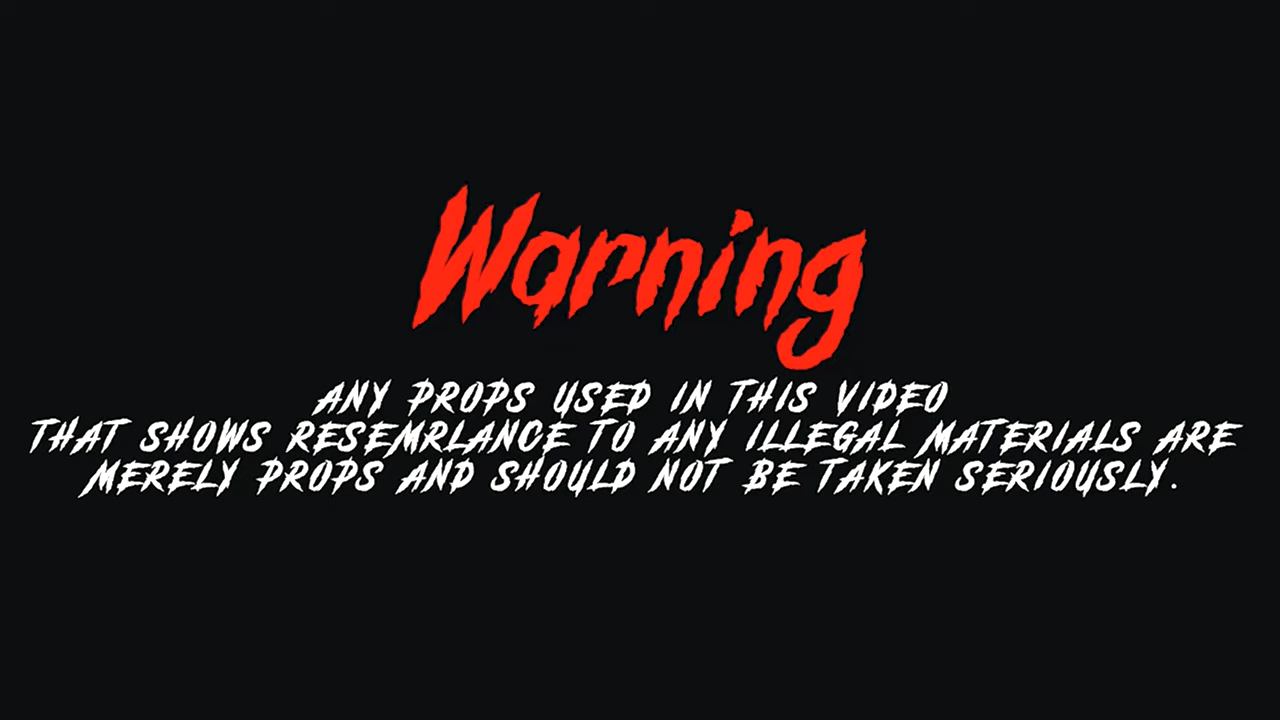 Warning
ANY PROPS USED IN THIS VIDEO
THAT SHOWS RESEMRLANCE TO ANY ILLEGAL MATERIALS ARE
MERELY PROPS AND SHOULD NOT BE TAKEN SERIOUSLY.